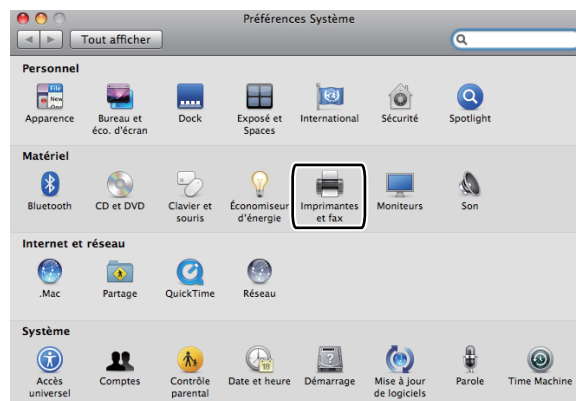 Préférences Système
Tout afficher
Personnel
Apparence
Bureau et
éco. d'écran
Dock
Exposé et
Spaces
International
Sécurité
Spotlight
Matériel
Bluetooth
CD et DVD
Clavier et
souris
Économiseur
d'énergie
Imprimantes
et fax
Moniteurs
Son
Internet et réseau
.Mac
Partage
QuickTime
Réseau
Système
Accès
universel
Comptes
Contrôle
parental
Date et heure
Démarrage
Mise à jour
de logiciels
Parole
Time Machine